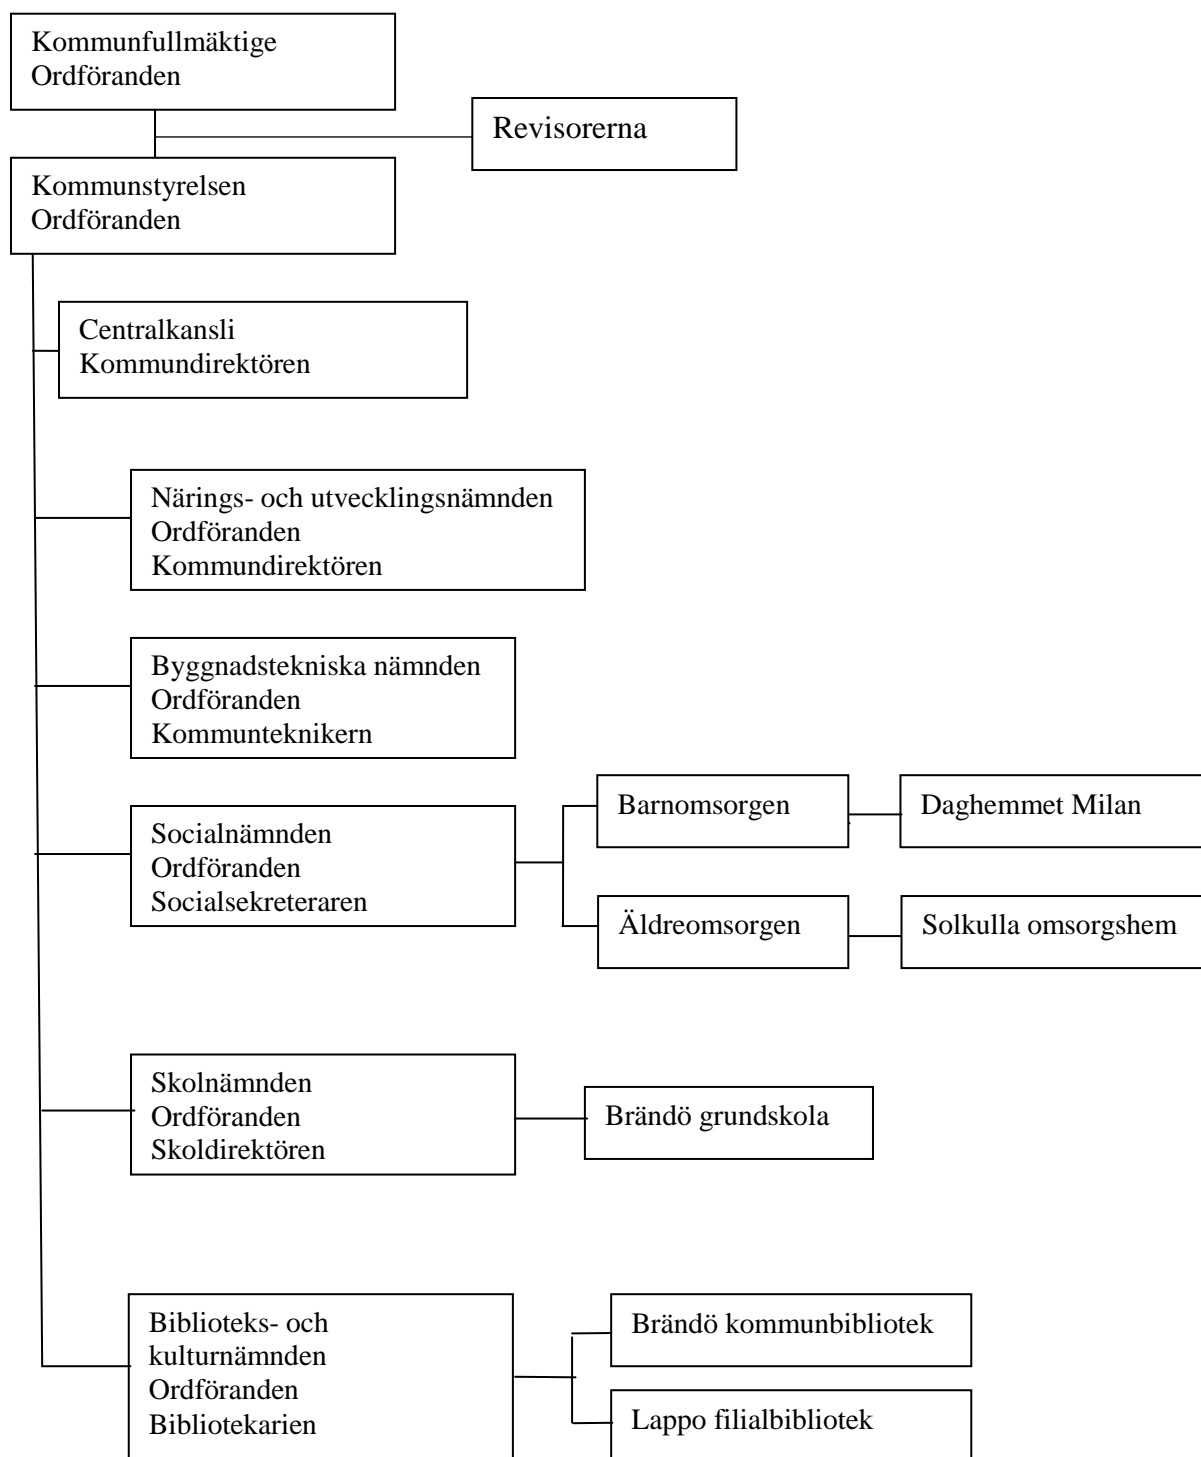 Kommunfullmäktige
Ordföranden
Revisorerna
Kommunstyrelsen
Ordföranden
Centralkansli
Kommundirektören
Närings- och utvecklingsnämnden
Ordföranden
Kommundirektören
Byggnadstekniska nämnden
Ordföranden
Kommunteknikern
Socialnämnden
Ordföranden
Socialsekreteraren
Barnomsorgen
Daghemmet Milan
Äldreomsorgen
Solkulla omsorgshem
Skolnämnden
Ordföranden
Skoldirektören
Brändö grundskola
Biblioteks- och
kulturnämnden
Ordföranden
Bibliotekarien
Brändö kommunbibliotek
Lappo filialbibliotek